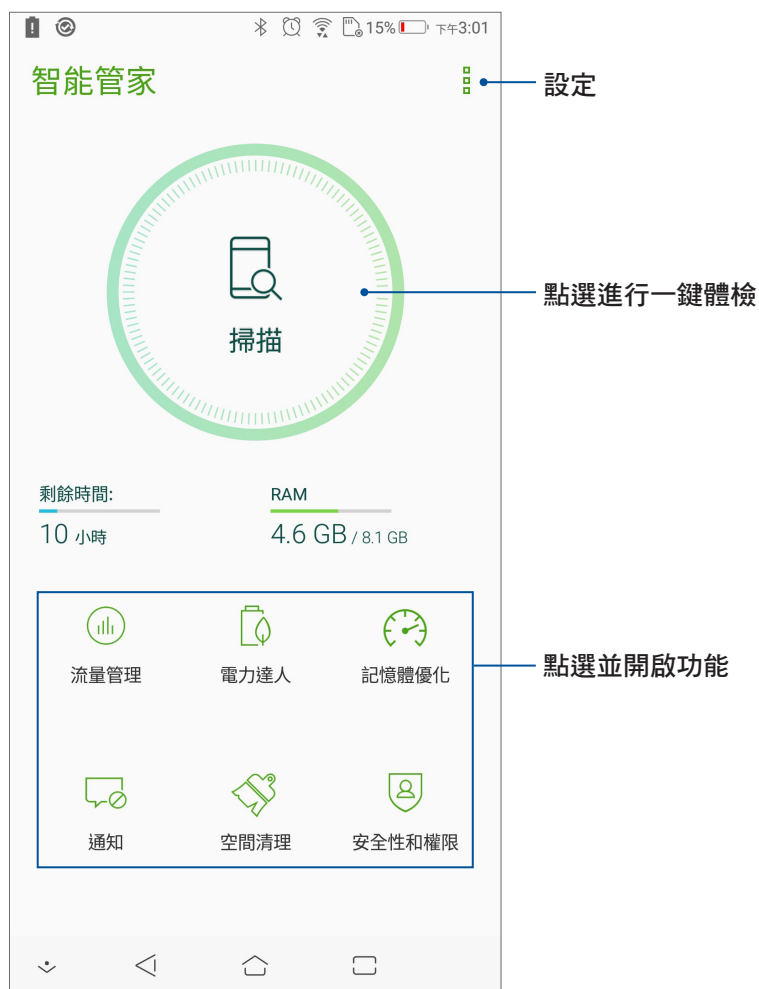 15% 下午3:01
智能管家
設定
點選進行一鍵體檢
掃描
剩餘時間: RAM
10 小時 4.6 GB / 8.1 GB
流量管理 電力達人 記憶體優化
點選並開啟功能
通知 空間清理 安全性和權限